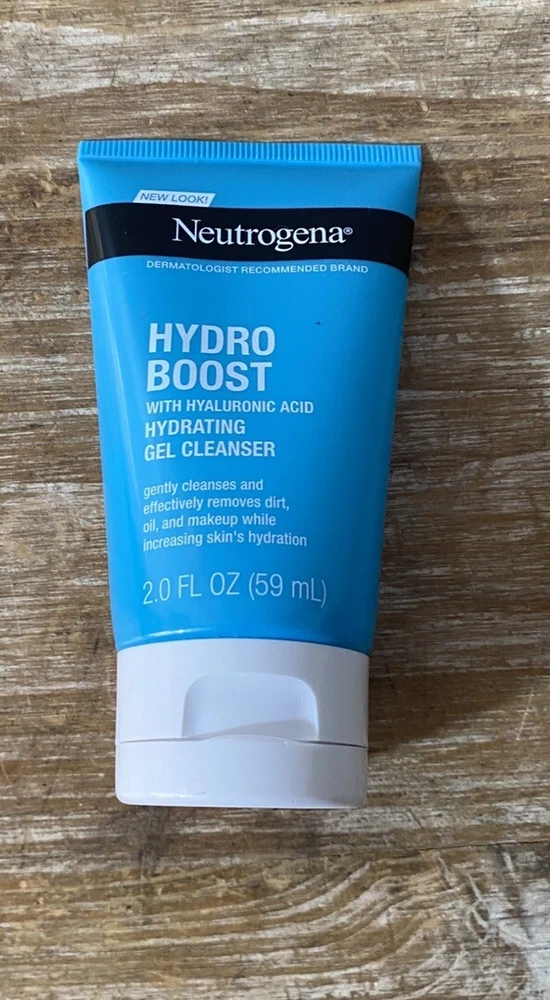 NEW LOOK!
Neutrogena®
DERMATOLOGIST RECOMMENDED BRAND
HYDRO
BOOST
WITH HYALURONIC ACID
HYDRATING
GEL CLEANSER
gently cleanses and
effectively removes dirt,
oil, and makeup while
increasing skin's hydration
2.0 FL OZ (59 mL)